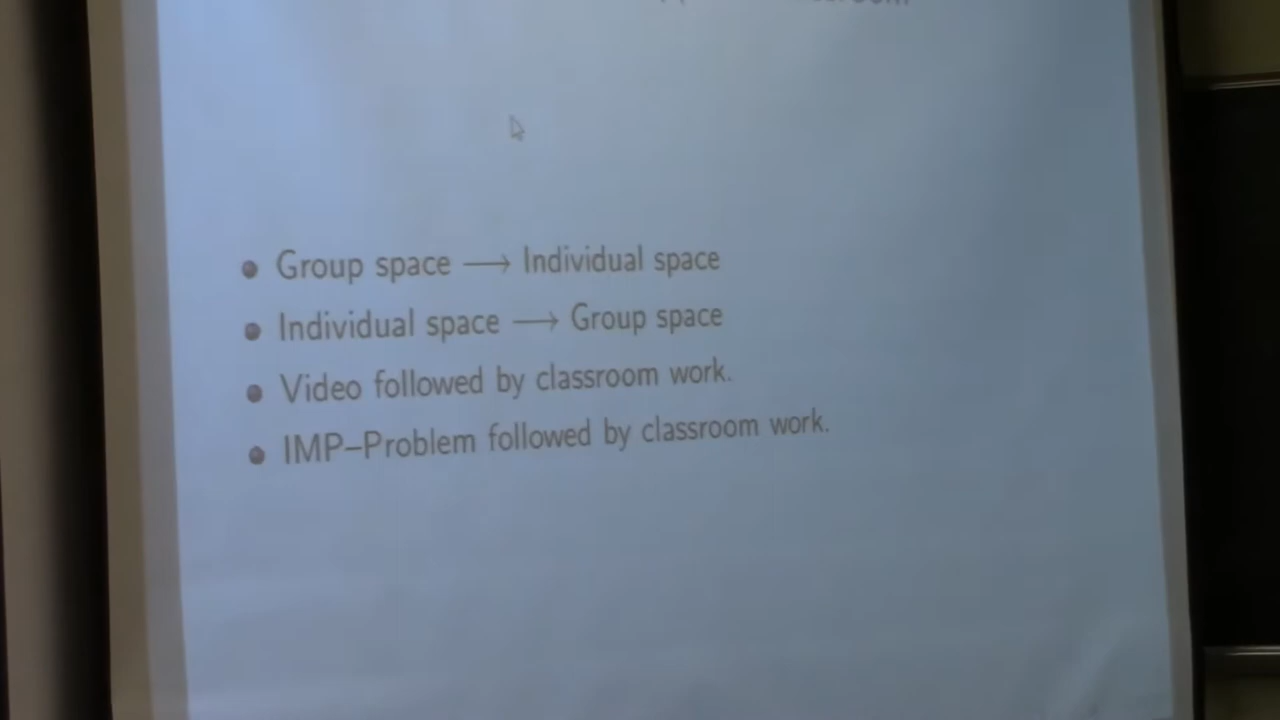 • Group space ⟶ Individual space
• Individual space ⟶ Group space
• Video followed by classroom work.
• IMP–Problem followed by classroom work.